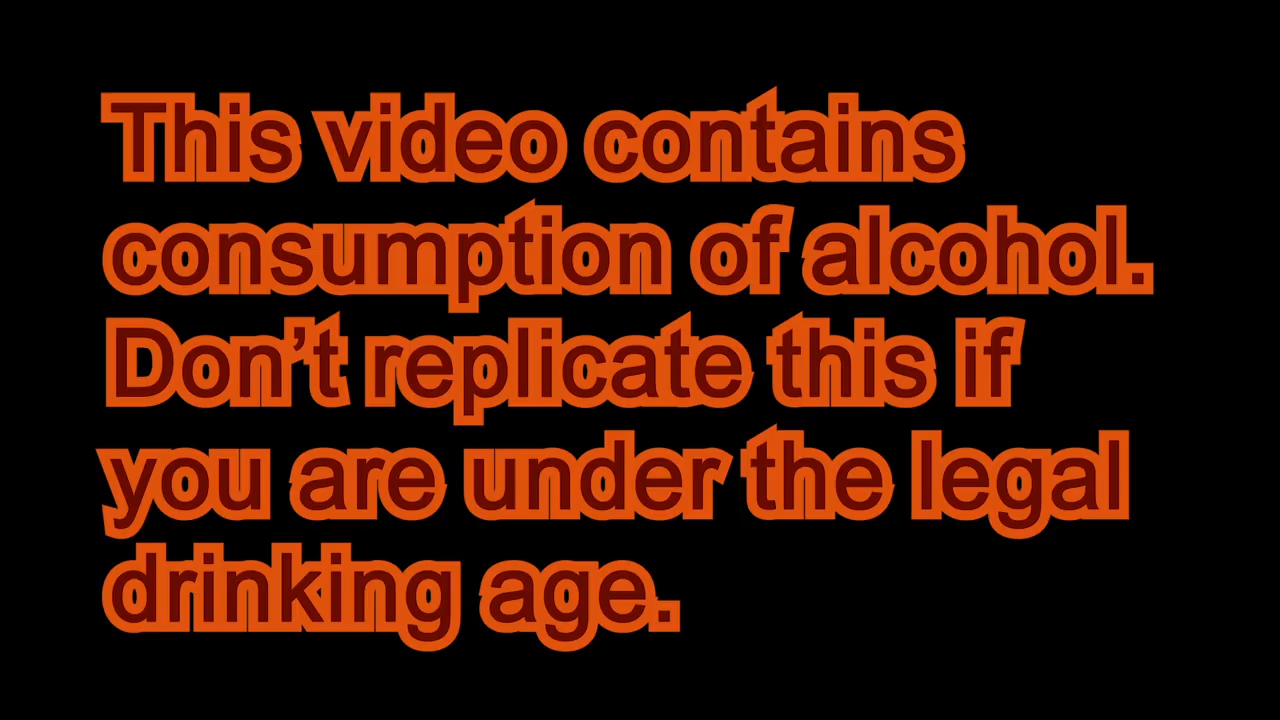 This video contains
consumption of alcohol.
Don’t replicate this if
you are under the legal
drinking age.